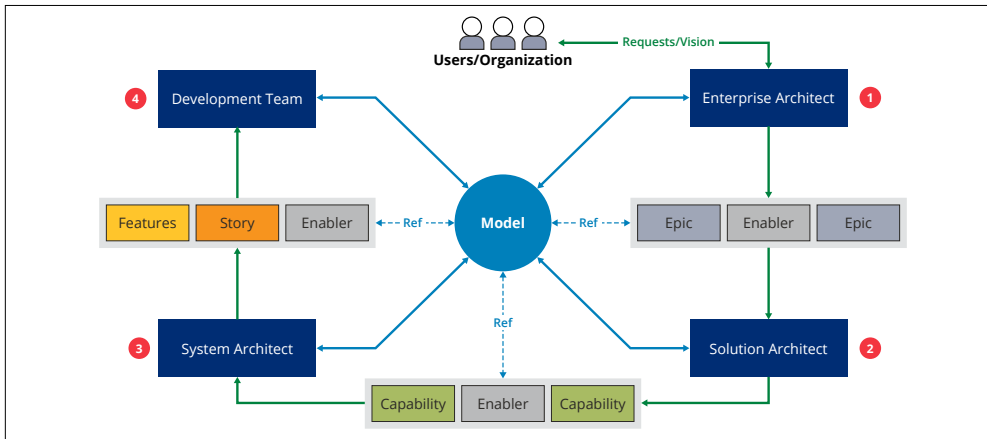 Requests/Vision
Users/Organization
4
Development Team
Enterprise Architect
1
Features
Story
Enabler
Ref
Model
Ref
Epic
Enabler
Epic
Ref
3
System Architect
Solution Architect
2
Capability
Enabler
Capability